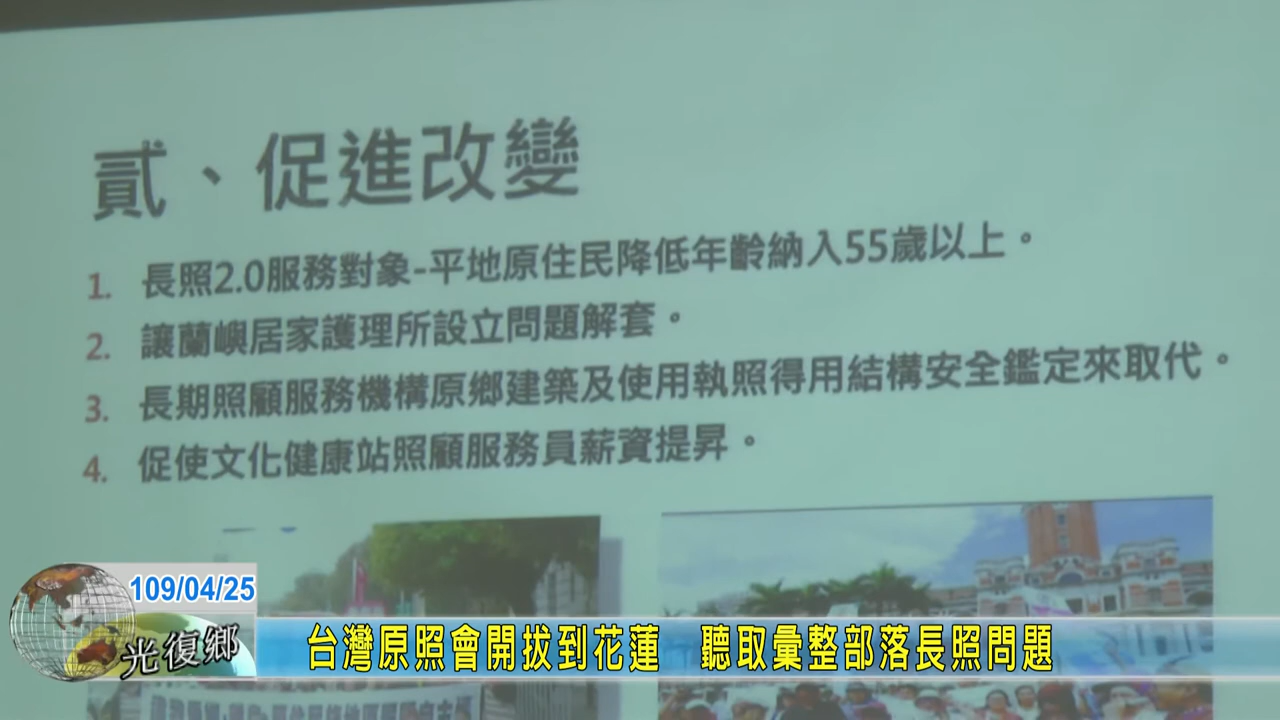 貳、促進改變
1. 長照2.0服務對象-平地原住民降低年齡納入55歲以上。
2. 讓蘭嶼居家護理所設立問題解套。
3. 長期照顧服務機構原鄉建築及使用執照得用結構安全鑑定來取代。
4. 促使文化健康站照顧服務員薪資提昇。
109/04/25
光復鄉
台灣原照會開拔到花蓮 聽取彙整部落長照問題